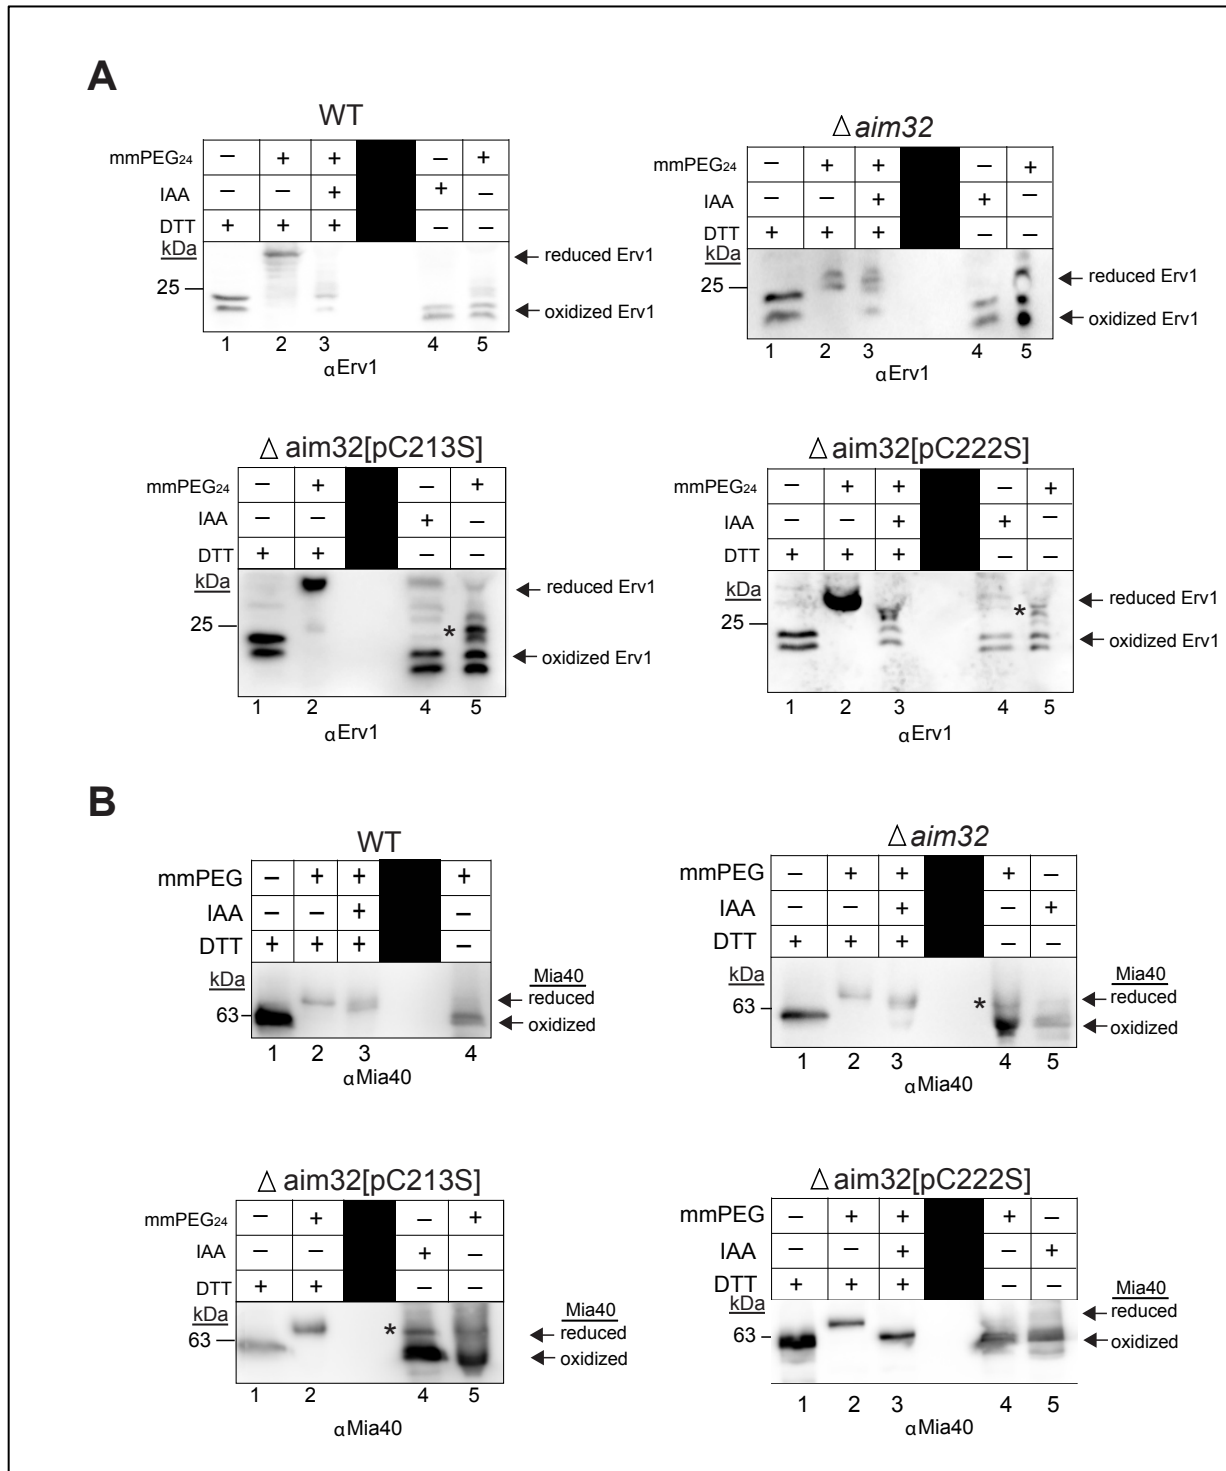 A
WT
mmPEG24 – + + – +
IAA – – + + –
DTT + + + – –
kDa
25
reduced Erv1
oxidized Erv1
1 2 3 4 5
αErv1
Δaim32
mmPEG24 – + + – +
IAA – – + + –
DTT + + + – –
kDa
25
reduced Erv1
oxidized Erv1
1 2 3 4 5
αErv1
Δ aim32[pC213S]
mmPEG24 – + – +
IAA – – + –
DTT + + – –
kDa
25
*
reduced Erv1
oxidized Erv1
1 2 4 5
αErv1
Δ aim32[pC222S]
mmPEG24 – + + – +
IAA – – + + –
DTT + + + – –
kDa
25
*
reduced Erv1
oxidized Erv1
1 2 3 4 5
αErv1
B
WT
mmPEG – + + +
IAA – – + –
DTT + + + –
kDa
63
Mia40
reduced
oxidized
1 2 3 4
αMia40
Δaim32
mmPEG – + + + –
IAA – – + – +
DTT + + + – –
kDa
63
*
Mia40
reduced
oxidized
1 2 3 4 5
αMia40
Δ aim32[pC213S]
mmPEG24 – + – +
IAA – – + –
DTT + + – –
kDa
63
*
Mia40
reduced
oxidized
1 2 4 5
αMia40
Δ aim32[pC222S]
mmPEG – + + + –
IAA – – + – +
DTT + + + – –
kDa
63
Mia40
reduced
oxidized
1 2 3 4 5
αMia40